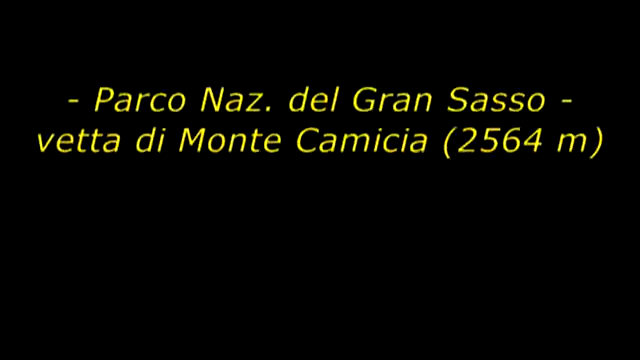 - Parco Naz. del Gran Sasso -
vetta di Monte Camicia (2564 m)